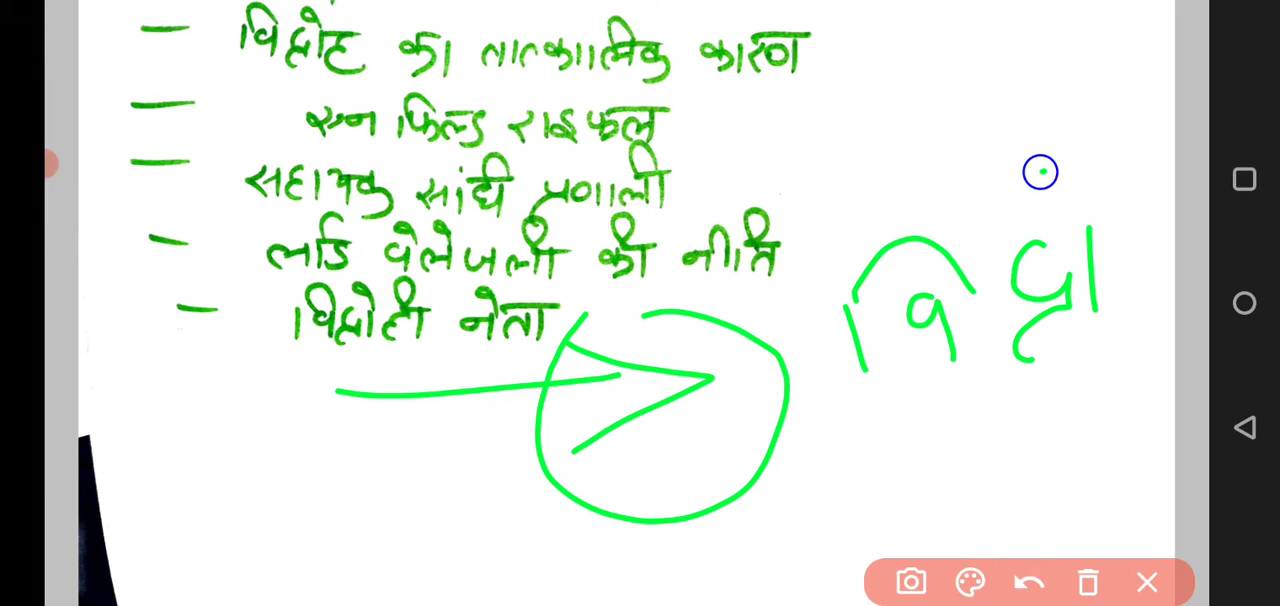 — विद्रोह का तात्कालिक कारण
— एन फिल्ड राइफल
— सहायक संधि प्रणाली
— लार्ड वेलेजली की नीति
— विद्रोही नेता
विद्रा